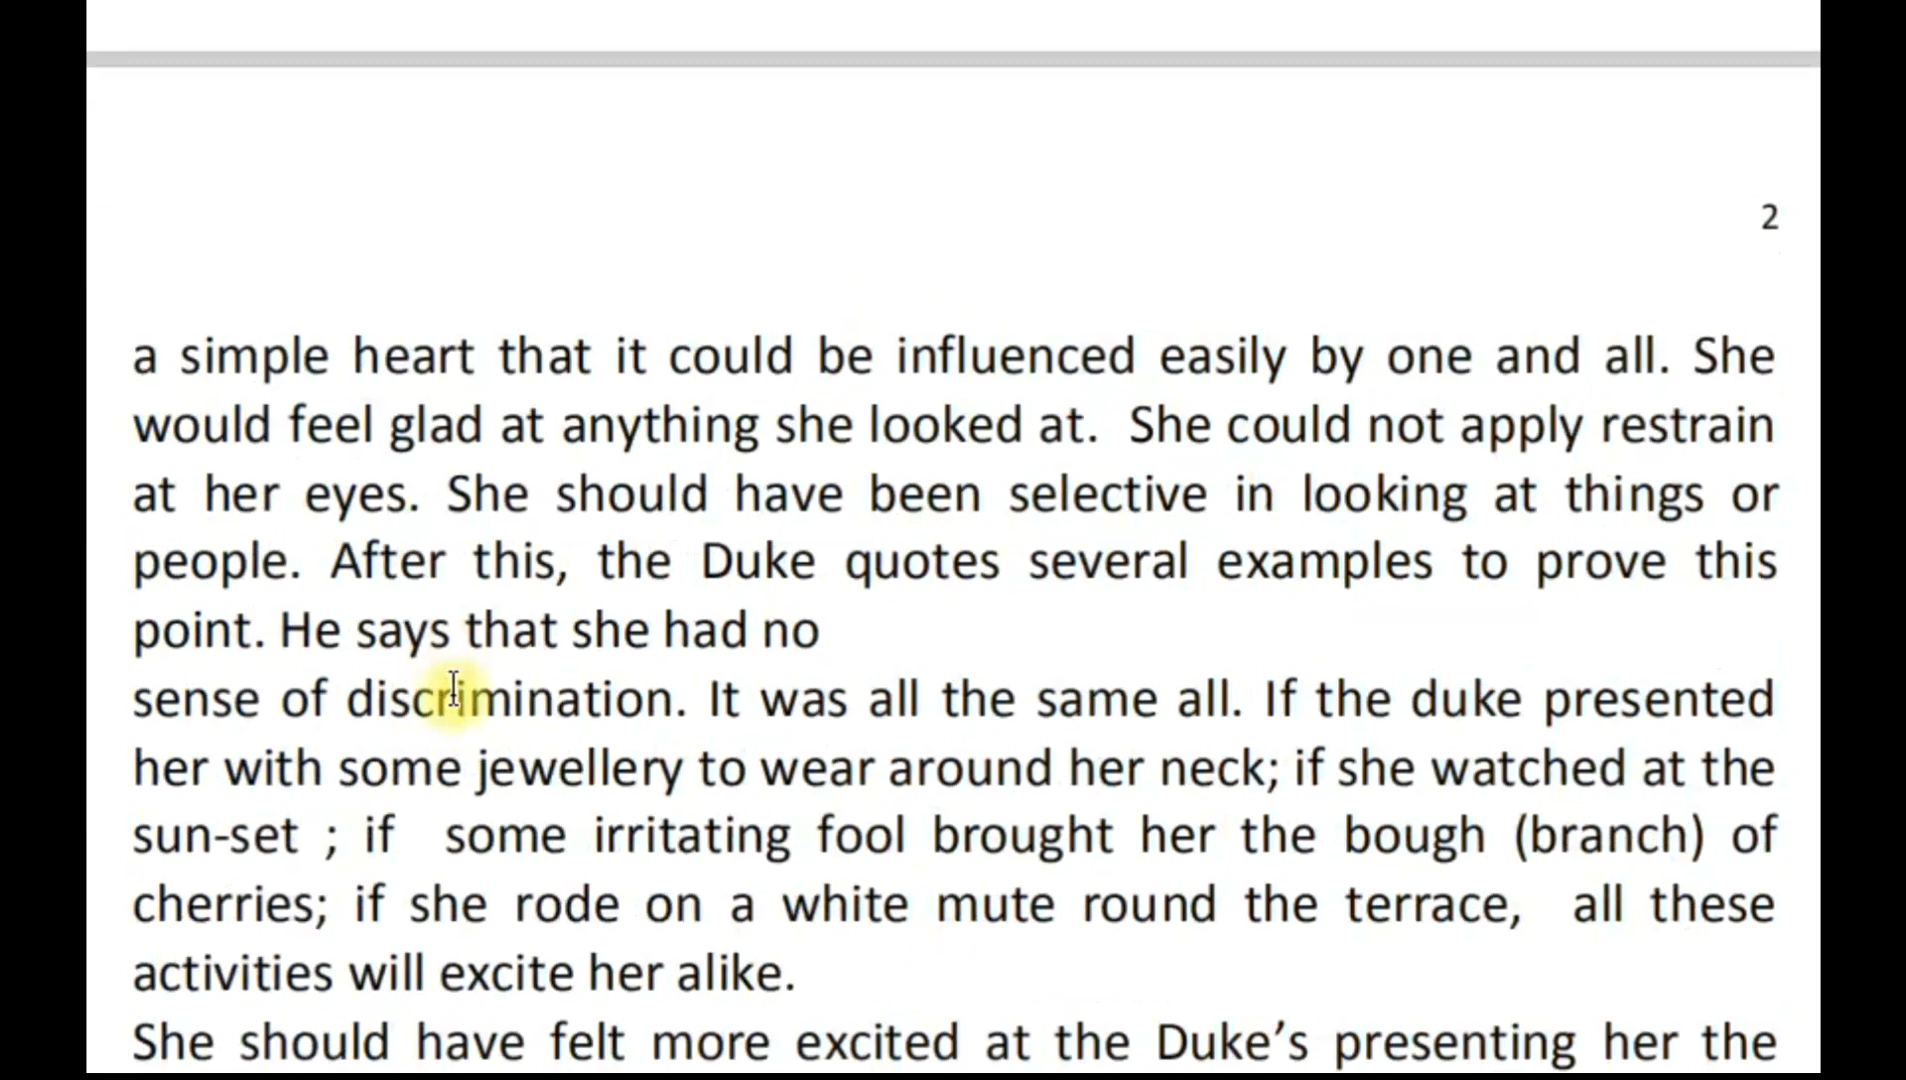 2
a simple heart that it could be influenced easily by one and all. She
would feel glad at anything she looked at. She could not apply restrain
at her eyes. She should have been selective in looking at things or
people. After this, the Duke quotes several examples to prove this
point. He says that she had no
sense of discrimination. It was all the same all. If the duke presented
her with some jewellery to wear around her neck; if she watched at the
sun-set ; if some irritating fool brought her the bough (branch) of
cherries; if she rode on a white mute round the terrace, all these
activities will excite her alike.
She should have felt more excited at the Duke’s presenting her the